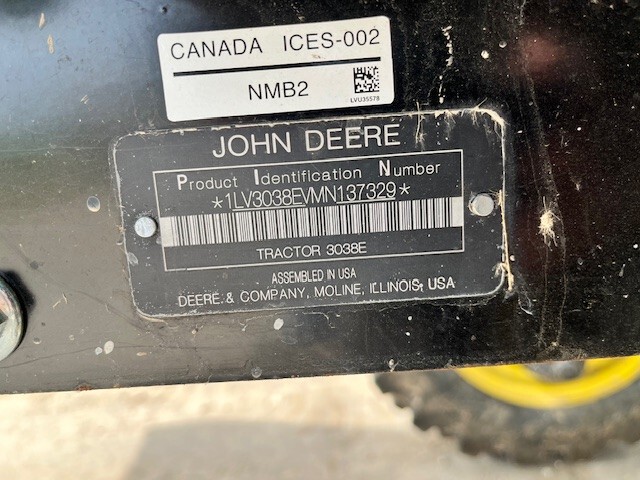 CANADA ICES-002
NMB2
LVU35578
JOHN DEERE
Product Identification Number
*1LV3038EVMN137329*
TRACTOR 3038E
ASSEMBLED IN USA
DEERE & COMPANY, MOLINE, ILLINOIS, USA